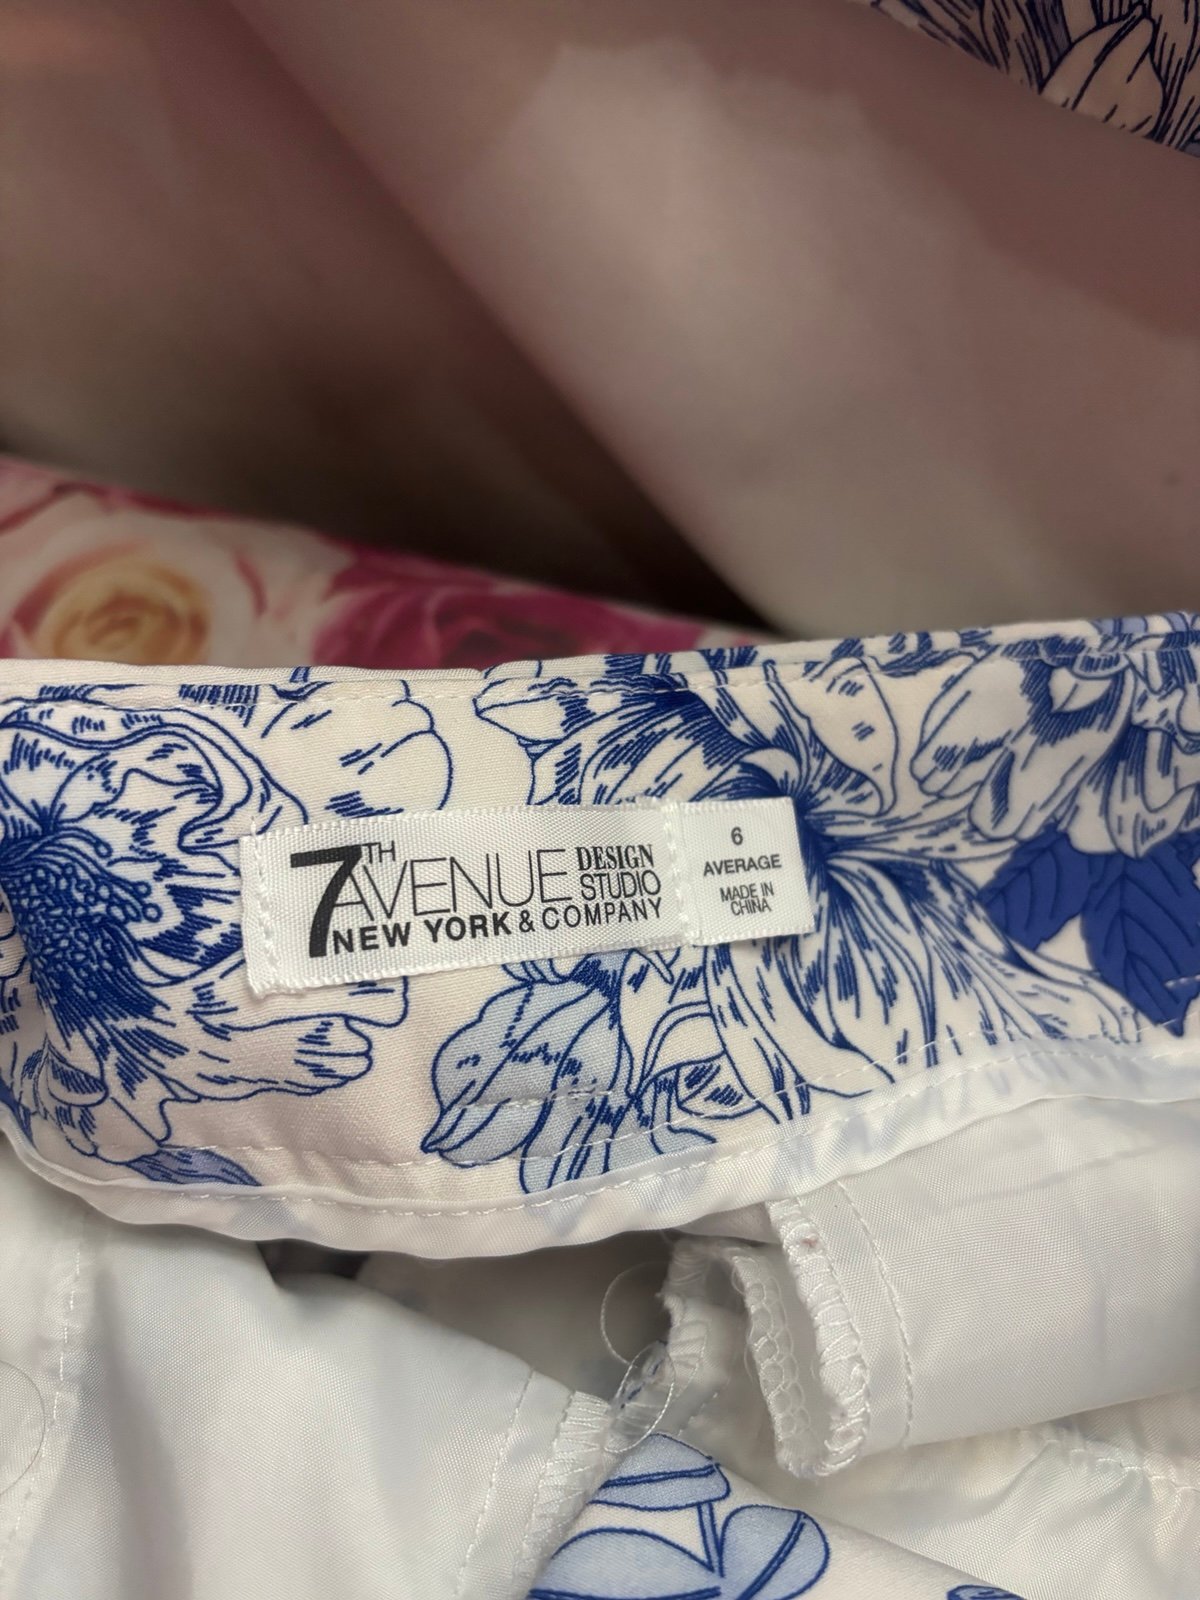 7TH AVENUE DESIGN STUDIO
NEW YORK & COMPANY
6
AVERAGE
MADE IN
CHINA